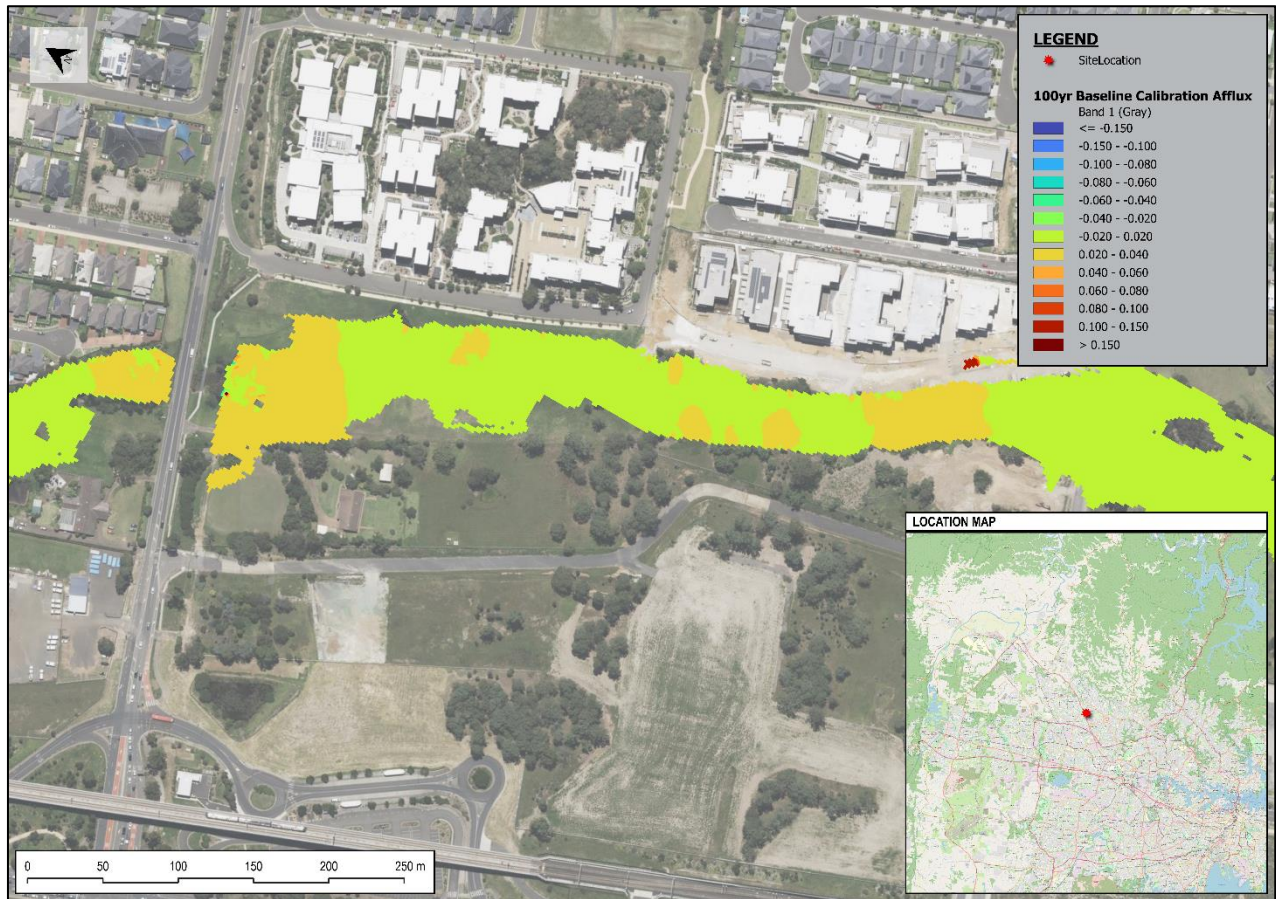 N
LEGEND
SiteLocation
100yr Baseline Calibration Afflux
Band 1 (Gray)
<= -0.150
-0.150 - -0.100
-0.100 - -0.080
-0.080 - -0.060
-0.060 - -0.040
-0.040 - -0.020
-0.020 - 0.020
0.020 - 0.040
0.040 - 0.060
0.060 - 0.080
0.080 - 0.100
0.100 - 0.150
> 0.150
LOCATION MAP
0 50 100 150 200 250 m